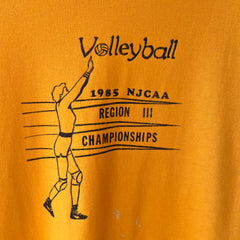 Volleyball
1985 NJCAA
REGION III
CHAMPIONSHIPS